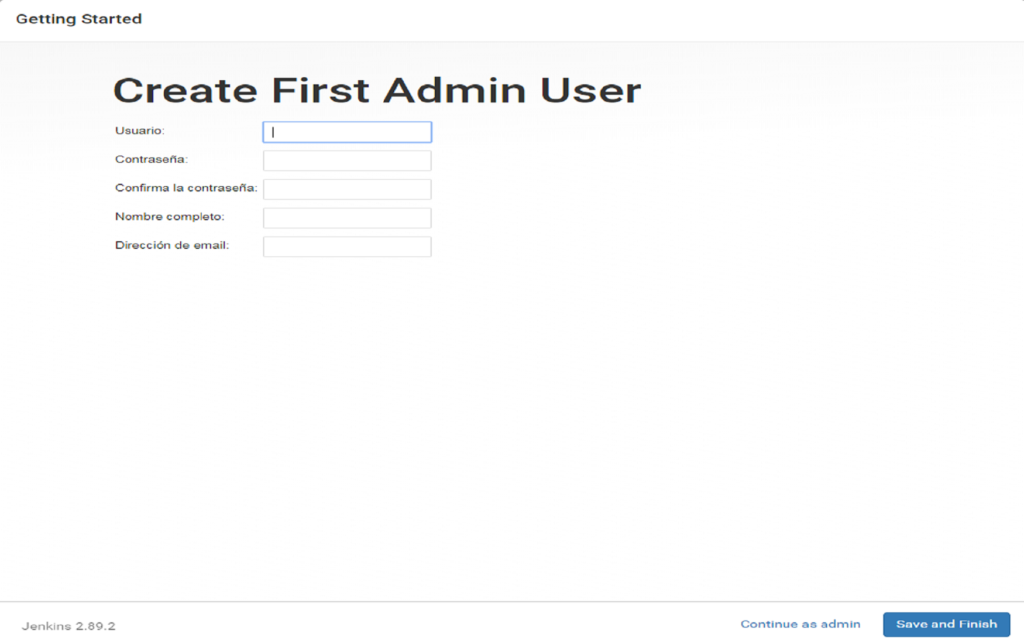 Getting Started
Create First Admin User
Usuario:
Contraseña:
Confirma la contraseña:
Nombre completo:
Dirección de email:
Jenkins 2.89.2
Continue as admin
Save and Finish